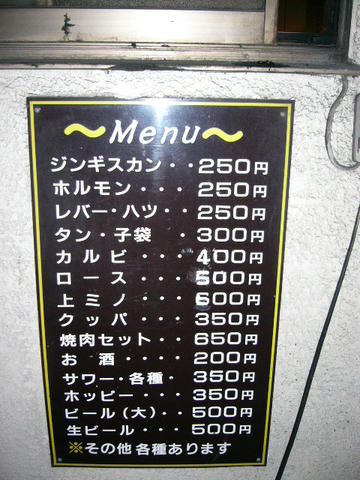 ～Menu～
ジンギスカン・・250円
ホルモン・・・250円
レバー・ハツ・・250円
タン・子袋・・300円
カルビ・・・400円
ロース・・・500円
上ミノ・・・600円
クッパ・・・350円
焼肉セット・・650円
お酒・・・・200円
サワー・各種・350円
ホッピー・・・350円
ビール(大)・・500円
生ビール・・・500円
※その他各種あります